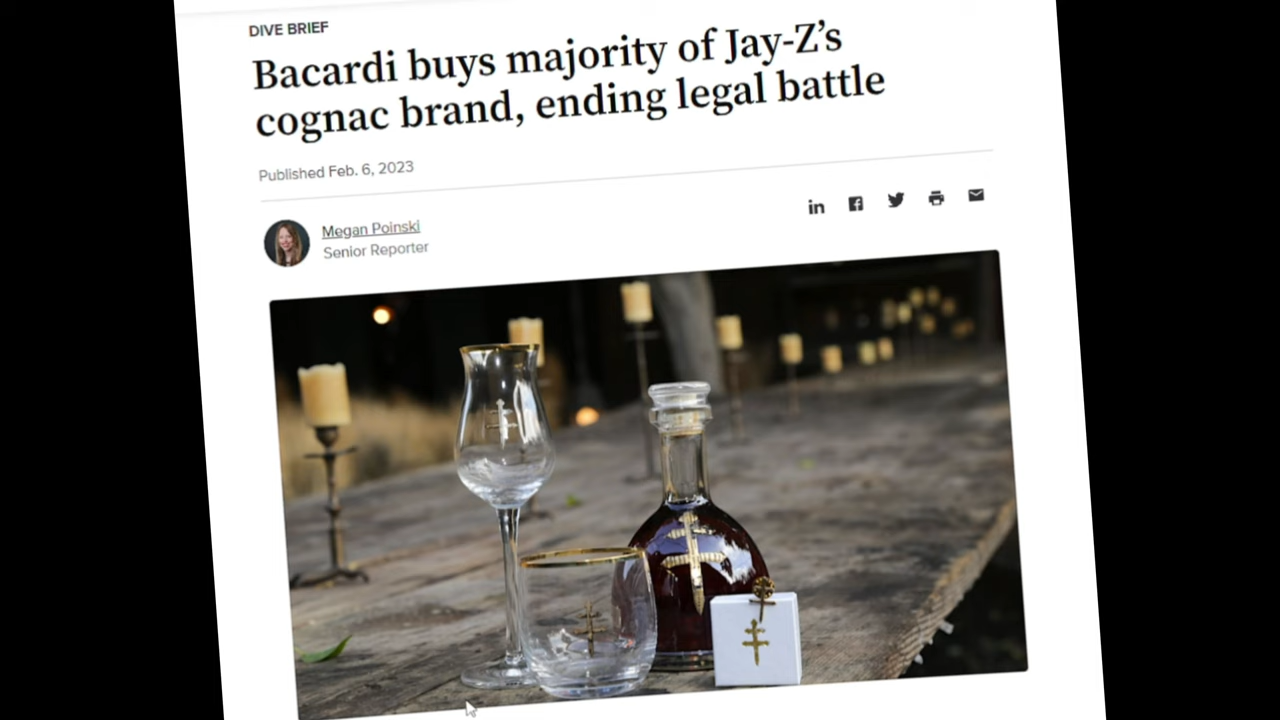 DIVE BRIEF
Bacardi buys majority of Jay-Z’s
cognac brand, ending legal battle
Published Feb. 6, 2023
Megan Poinski
Senior Reporter